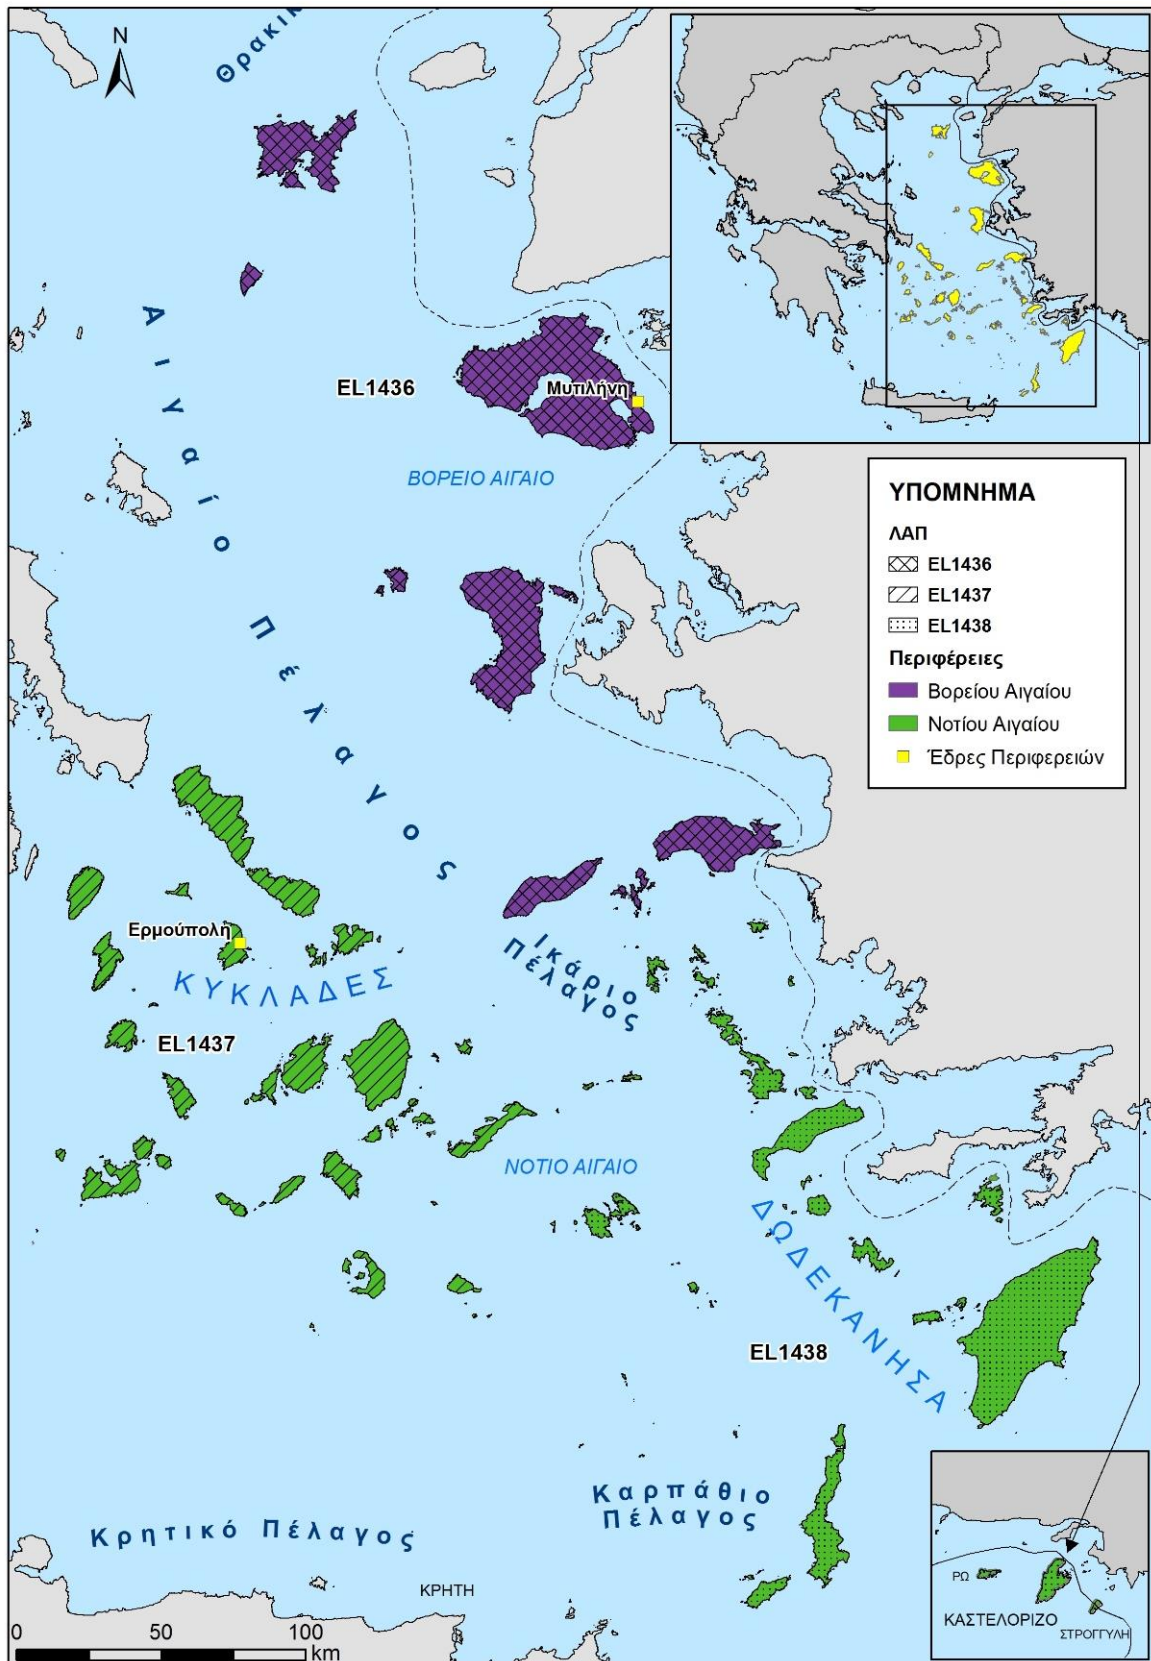 Θρακικ
N
Αιγαίο Πέλαγος
EL1436
Μυτιλήνη
ΒΟΡΕΙΟ ΑΙΓΑΙΟ
ΥΠΟΜΝΗΜΑ
ΛΑΠ
EL1436
EL1437
EL1438
Περιφέρειες
Βορείου Αιγαίου
Νοτίου Αιγαίου
Έδρες Περιφερειών
Ερμούπολη
ΚΥΚΛΑΔΕΣ
Ικάριο
Πέλαγος
EL1437
ΝΟΤΙΟ ΑΙΓΑΙΟ
ΔΩΔΕΚΑΝΗΣΑ
EL1438
Καρπάθιο
Πέλαγος
Κρητικό Πέλαγος
ΚΡΗΤΗ
ΡΩ
ΚΑΣΤΕΛΟΡΙΖΟ
ΣΤΡΟΓΓΥΛΗ
0 50 100
km